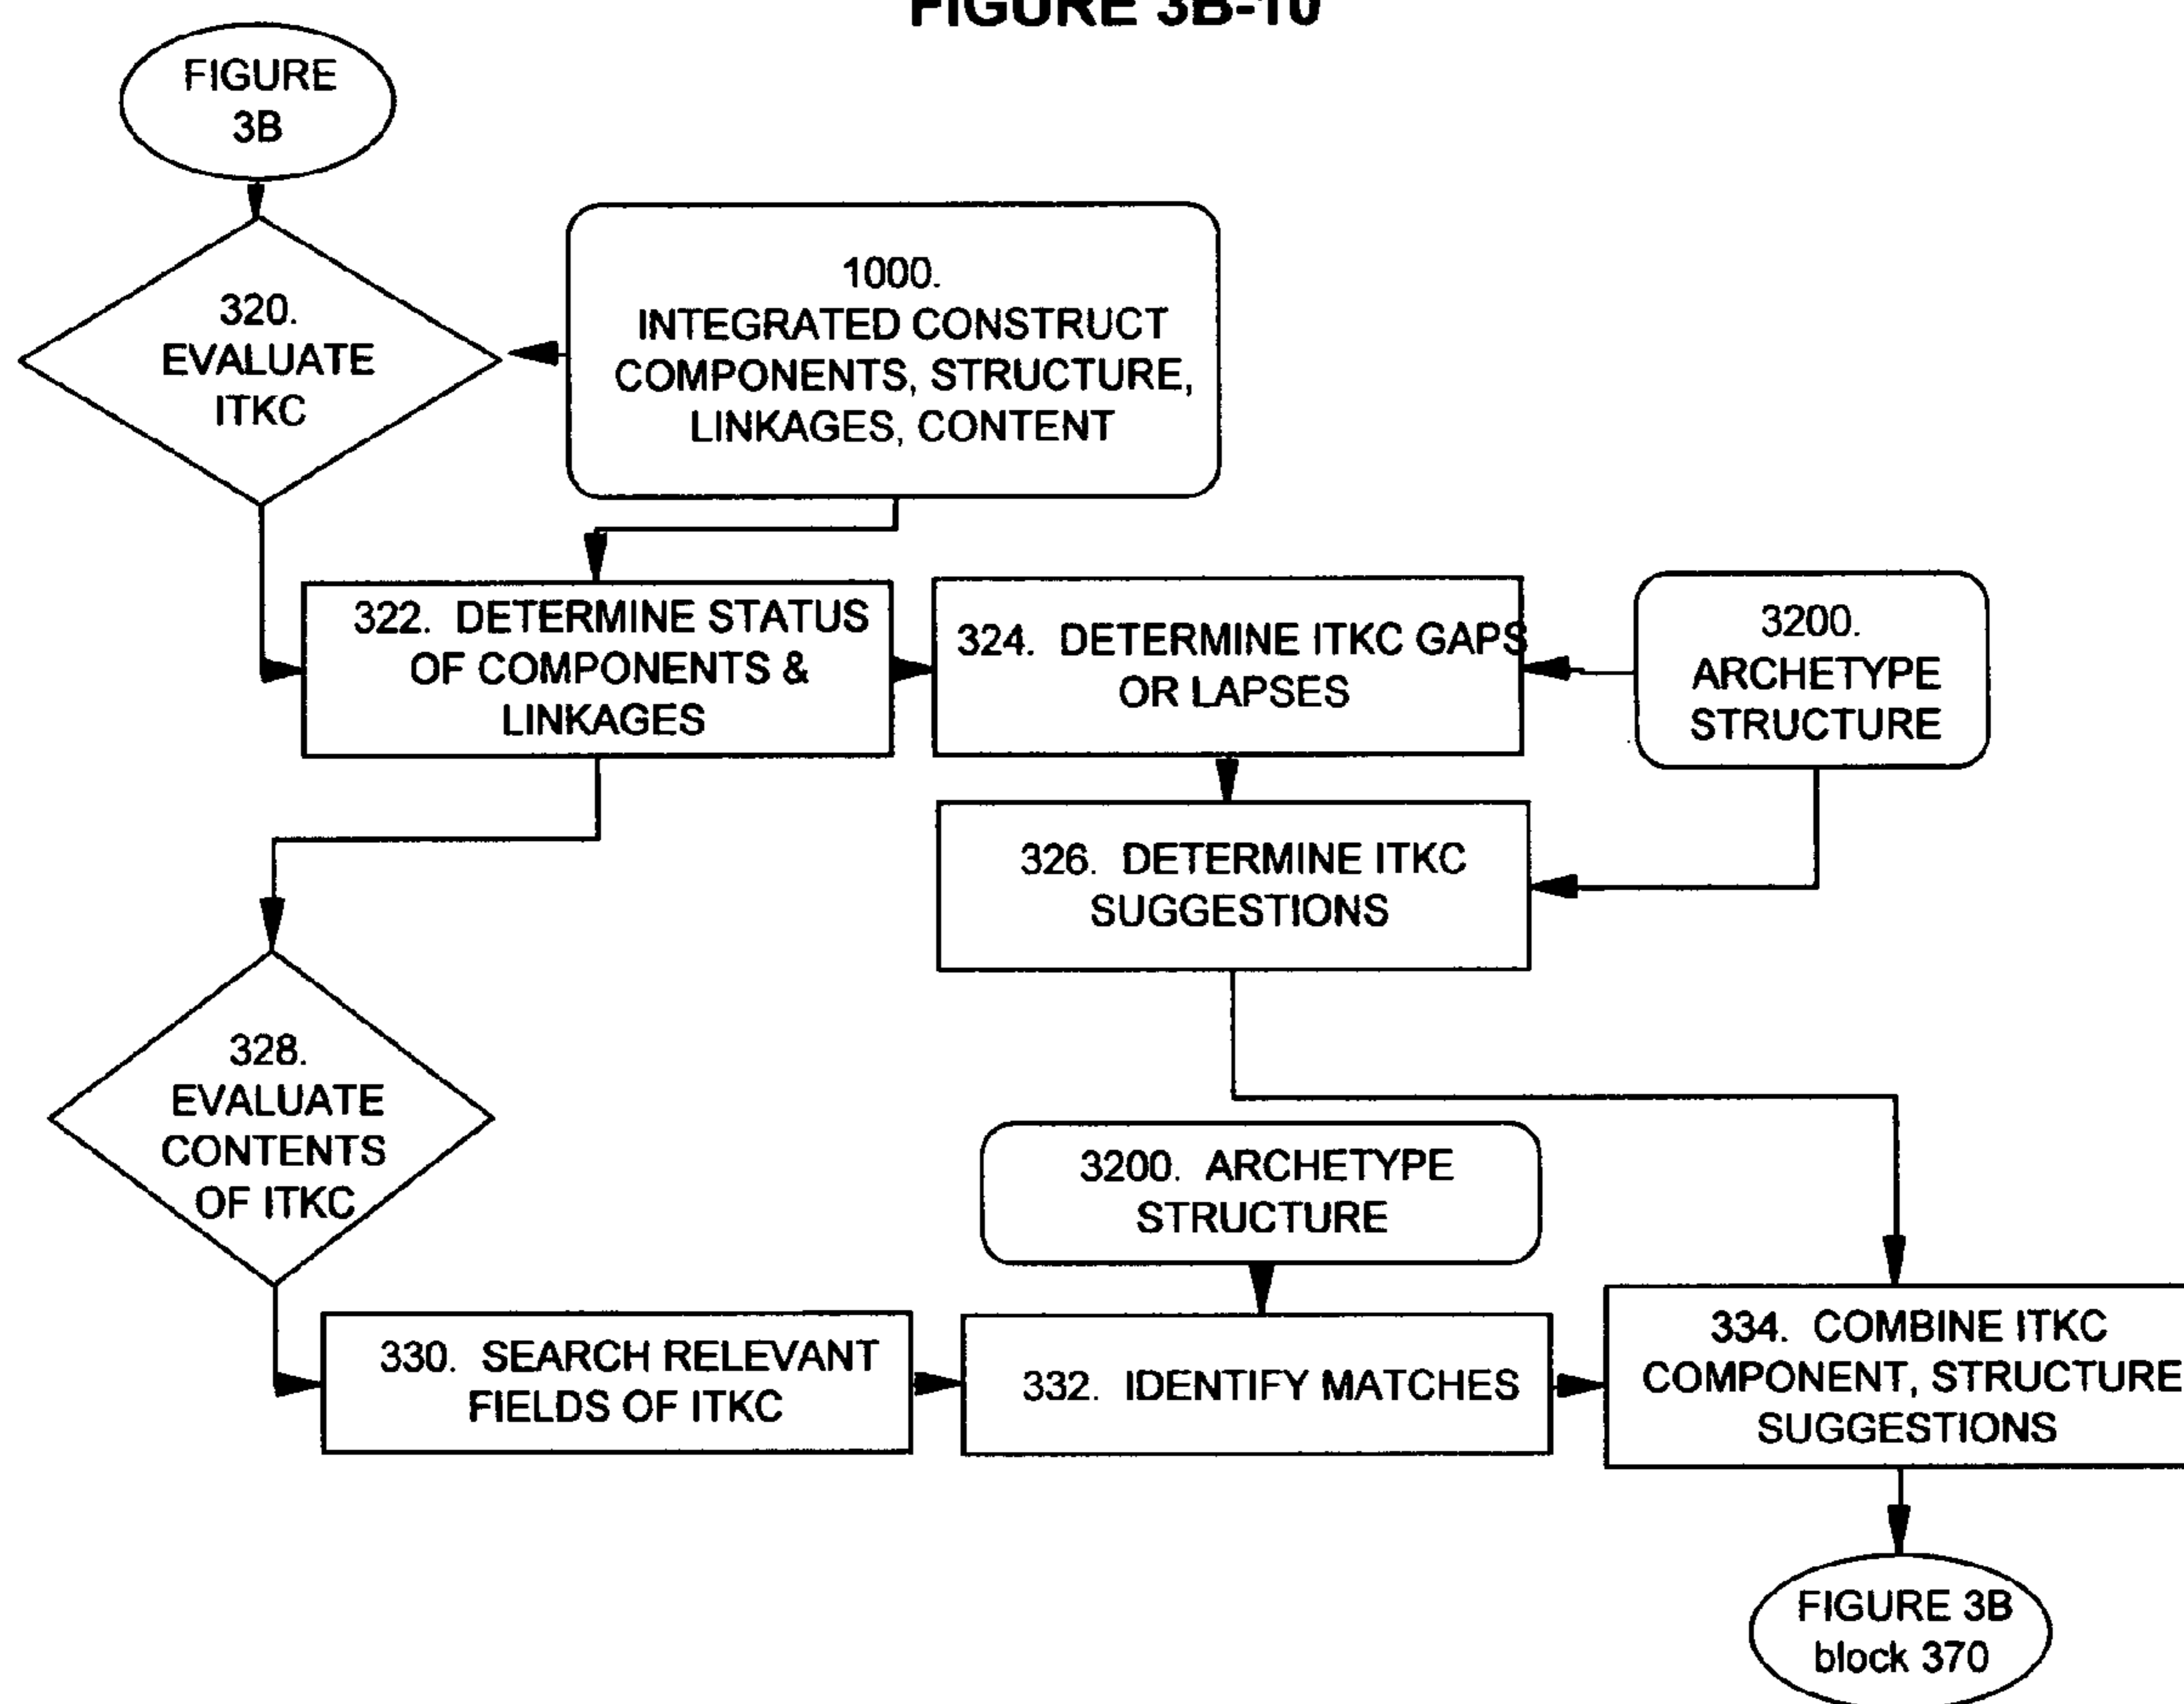 FIGURE 3B-10
FIGURE
3B
320.
EVALUATE
ITKC
1000.
INTEGRATED CONSTRUCT
COMPONENTS, STRUCTURE,
LINKAGES, CONTENT
322. DETERMINE STATUS
OF COMPONENTS &
LINKAGES
324. DETERMINE ITKC GAPS
OR LAPSES
3200.
ARCHETYPE
STRUCTURE
326. DETERMINE ITKC
SUGGESTIONS
328.
EVALUATE
CONTENTS
OF ITKC
3200. ARCHETYPE
STRUCTURE
330. SEARCH RELEVANT
FIELDS OF ITKC
332. IDENTIFY MATCHES
334. COMBINE ITKC
COMPONENT, STRUCTURE
SUGGESTIONS
FIGURE 3B
block 370